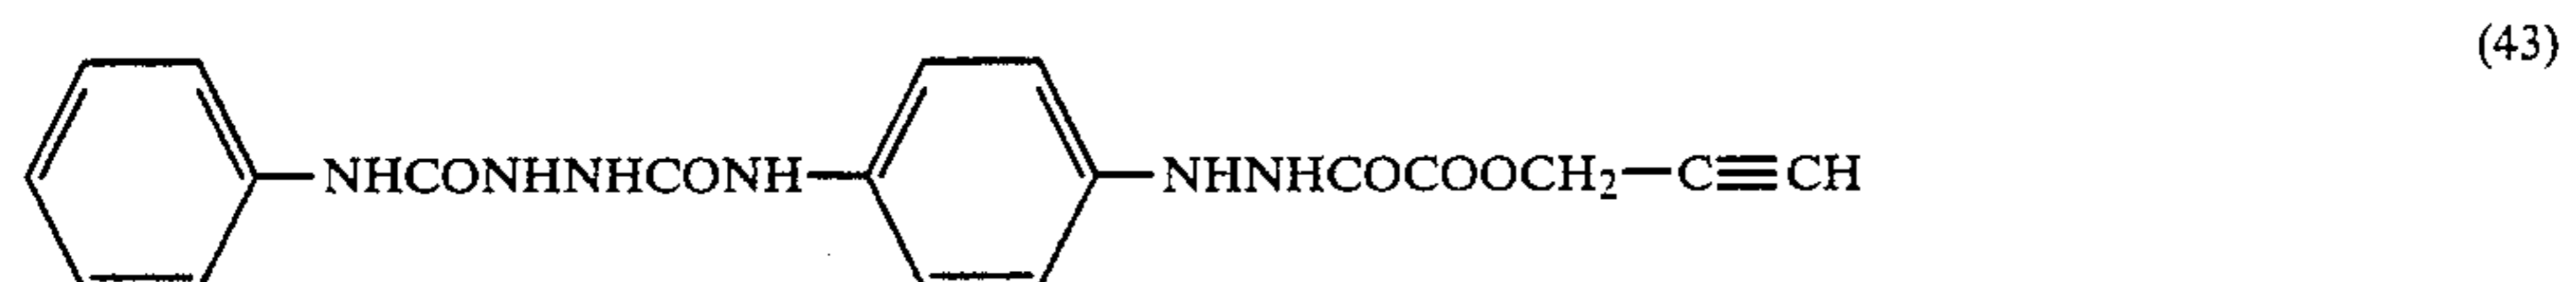 (43)
NHCONHNHCONH NHNHCOCOOCH₂—C≡CH